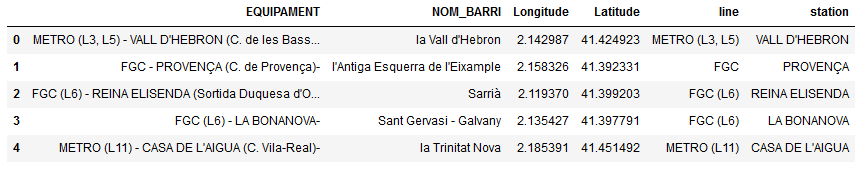 EQUIPAMENT NOM_BARRI Longitude Latitude line station
0 METRO (L3, L5) - VALL D'HEBRON (C. de les Bass... la Vall d'Hebron 2.142987 41.424923 METRO (L3, L5) VALL D'HEBRON
1 FGC - PROVENÇA (C. de Provença)- l'Antiga Esquerra de l'Eixample 2.158326 41.392331 FGC PROVENÇA
2 FGC (L6) - REINA ELISENDA (Sortida Duquesa d'O... Sarrià 2.119370 41.399203 FGC (L6) REINA ELISENDA
3 FGC (L6) - LA BONANOVA- Sant Gervasi - Galvany 2.135427 41.397791 FGC (L6) LA BONANOVA
4 METRO (L11) - CASA DE L'AIGUA (C. Vila-Real)- la Trinitat Nova 2.185391 41.451492 METRO (L11) CASA DE L'AIGUA